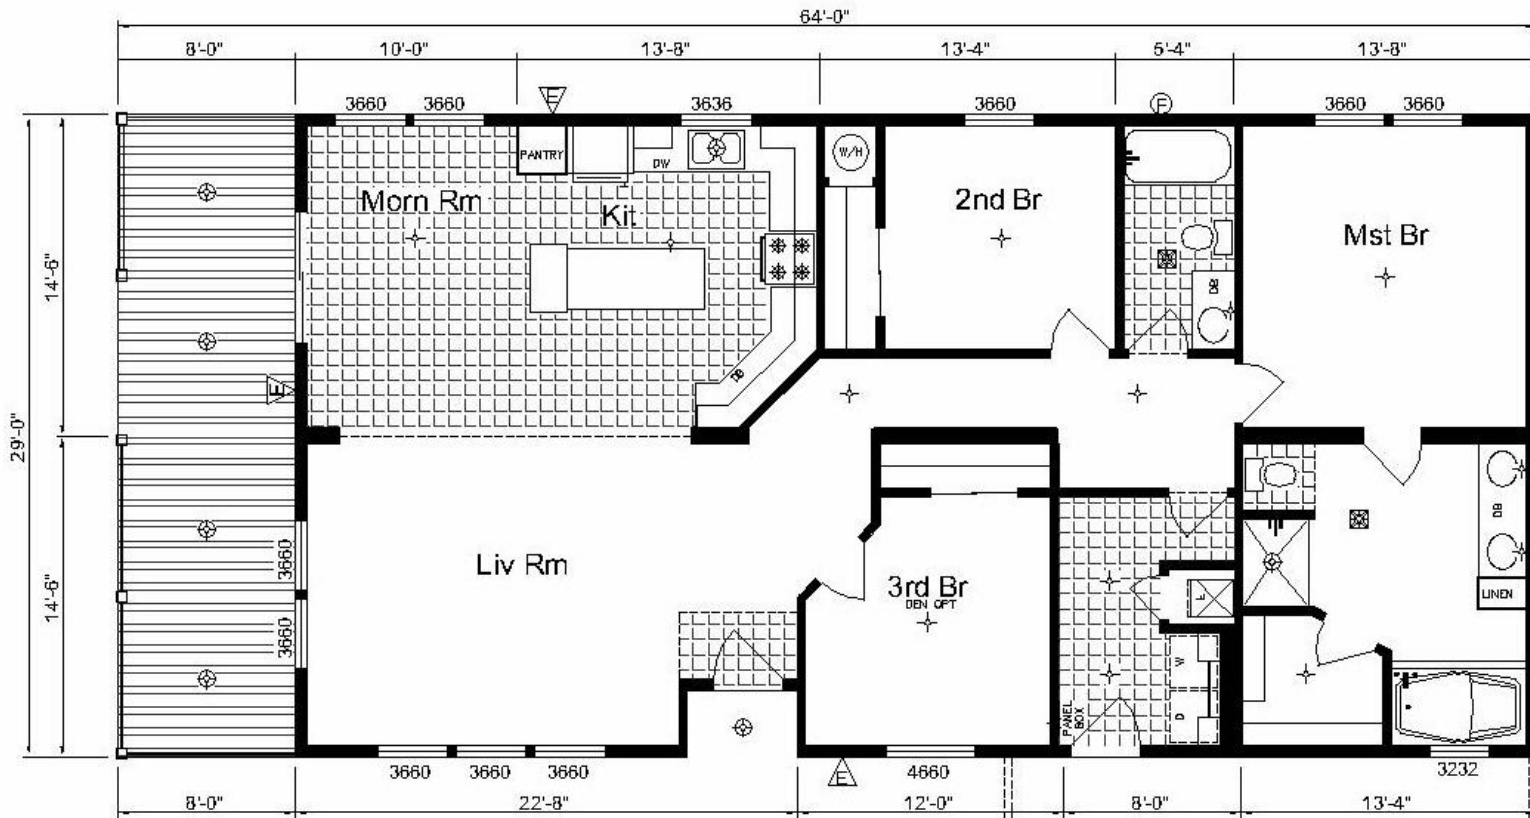 64'-0"
8'-0" 10'-0" 13'-8" 13'-4" 5'-4" 13'-8"
3660 3660 E 3636 3660 F 3660 3660
PANTRY DW W/H
Morn Rm Kit 2nd Br Mst Br
DB
14'-6"
E
DB
29'-0"
14'-6"
3660
3660
Liv Rm
3rd Br
DEN OPT
DB
LINEN
W
D
PANEL
BOX
3660 3660 3660 E 4660 3232
8'-0" 22'-8" 12'-0" 8'-0" 13'-4"